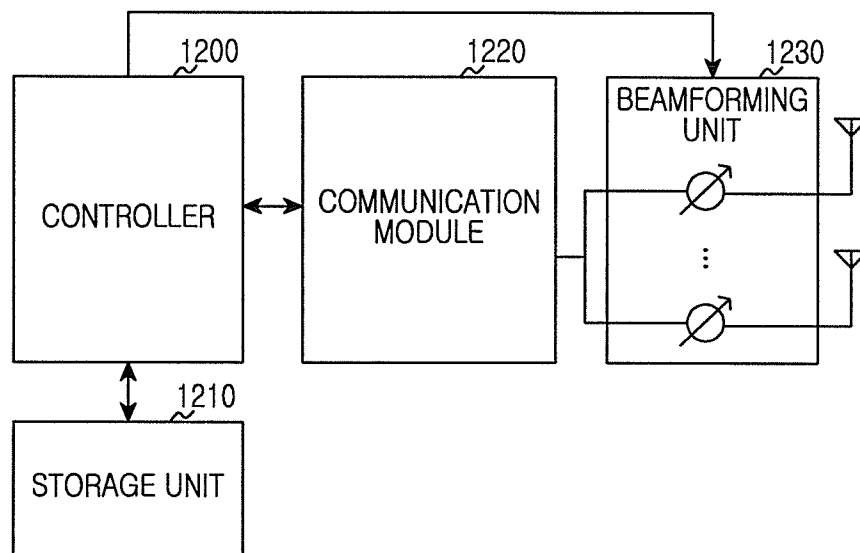 1200
1220
1230
BEAMFORMING
UNIT
CONTROLLER
COMMUNICATION
MODULE
...
1210
STORAGE UNIT